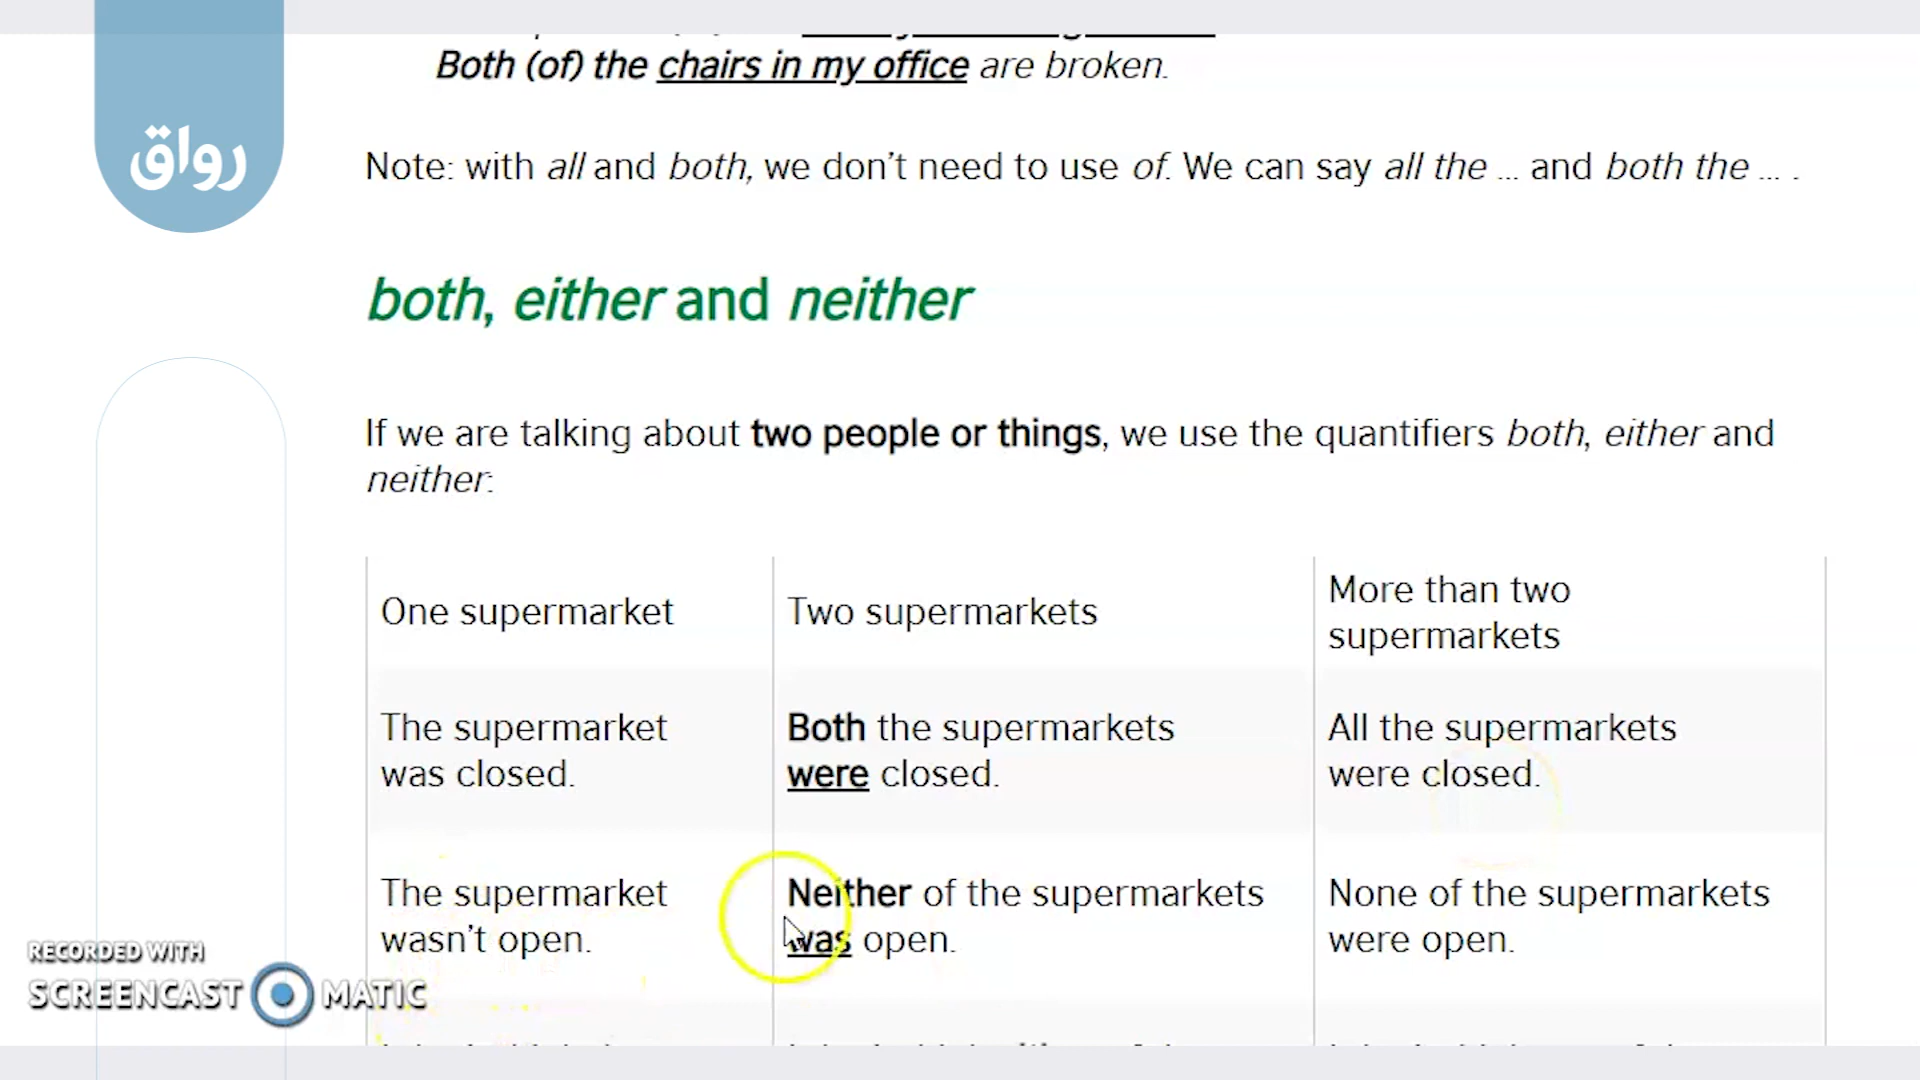 Both (of) the chairs in my office are broken.
رواق
Note: with all and both, we don't need to use of. We can say all the ... and both the ... .
both, either and neither
If we are talking about two people or things, we use the quantifiers both, either and
neither:
One supermarket
Two supermarkets
More than two
supermarkets
The supermarket
was closed.
Both the supermarkets
were closed.
All the supermarkets
were closed.
The supermarket
wasn't open.
Neither of the supermarkets
was open.
None of the supermarkets
were open.
RECORDED WITH
SCREENCAST MATIC